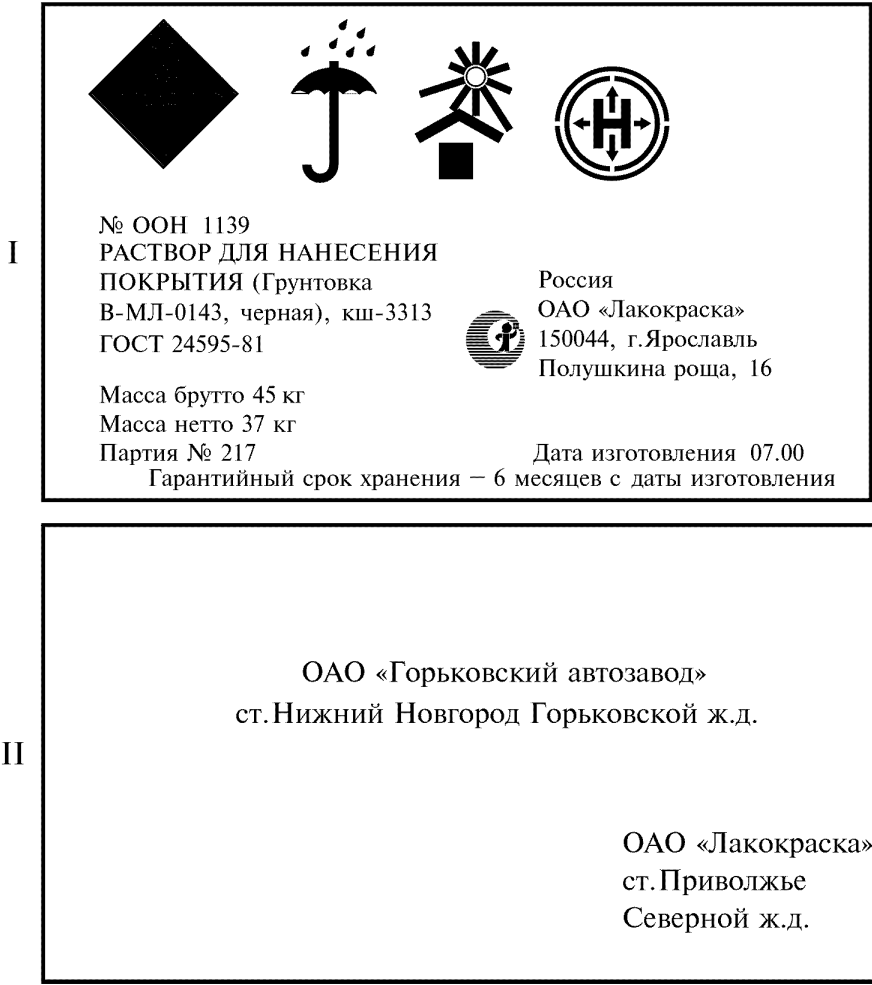 I
№ ООН 1139
РАСТВОР ДЛЯ НАНЕСЕНИЯ
ПОКРЫТИЯ (Грунтовка
В-МЛ-0143, черная), кш-3313
ГОСТ 24595-81
Россия
ОАО «Лакокраска»
150044, г.Ярославль
Полушкина роща, 16
Масса брутто 45 кг
Масса нетто 37 кг
Партия № 217
Дата изготовления 07.00
Гарантийный срок хранения – 6 месяцев с даты изготовления
II
ОАО «Горьковский автозавод»
ст.Нижний Новгород Горьковской ж.д.
ОАО «Лакокраска»
ст.Приволжье
Северной ж.д.